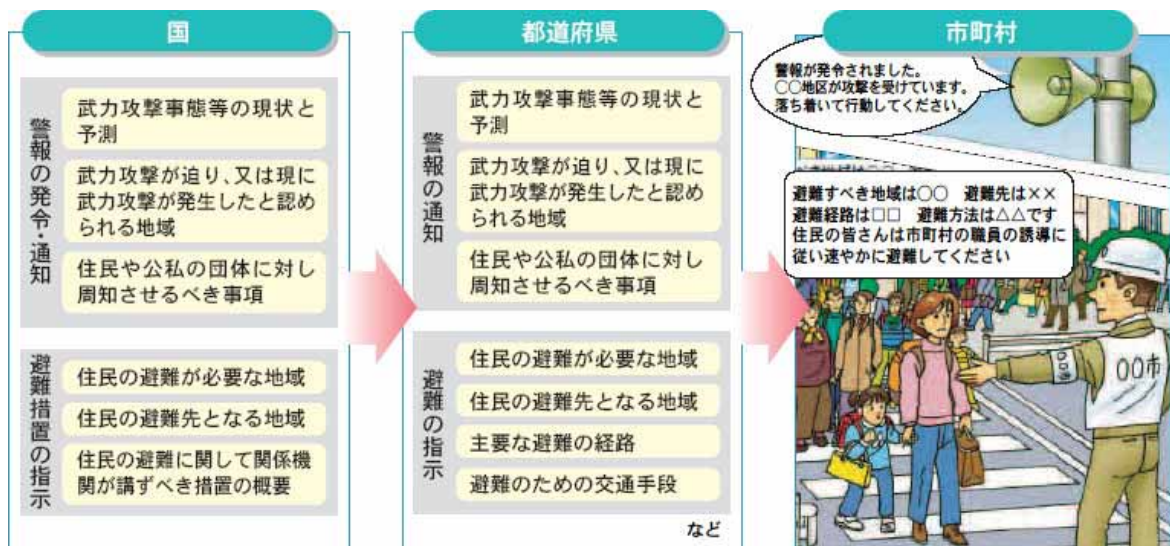 国
警報の発令・通知
武力攻撃事態等の現状と
予測
武力攻撃が迫り、又は現に
武力攻撃が発生したと認め
られる地域
住民や公私の団体に対し
周知させるべき事項
避難措置の指示
住民の避難が必要な地域
住民の避難先となる地域
住民の避難に関して関係機
関が講ずべき措置の概要
都道府県
警報の通知
武力攻撃事態等の現状と
予測
武力攻撃が迫り、又は現に
武力攻撃が発生したと認め
られる地域
住民や公私の団体に対し
周知させるべき事項
避難の指示
住民の避難が必要な地域
住民の避難先となる地域
主要な避難の経路
避難のための交通手段
など
市町村
警報が発令されました。
○○地区が攻撃を受けています。
落ち着いて行動してください。
避難すべき地域は○○　避難先は××
避難経路は□□　避難方法は△△です
住民の皆さんは市町村の職員の誘導に
従い速やかに避難してください
○○市